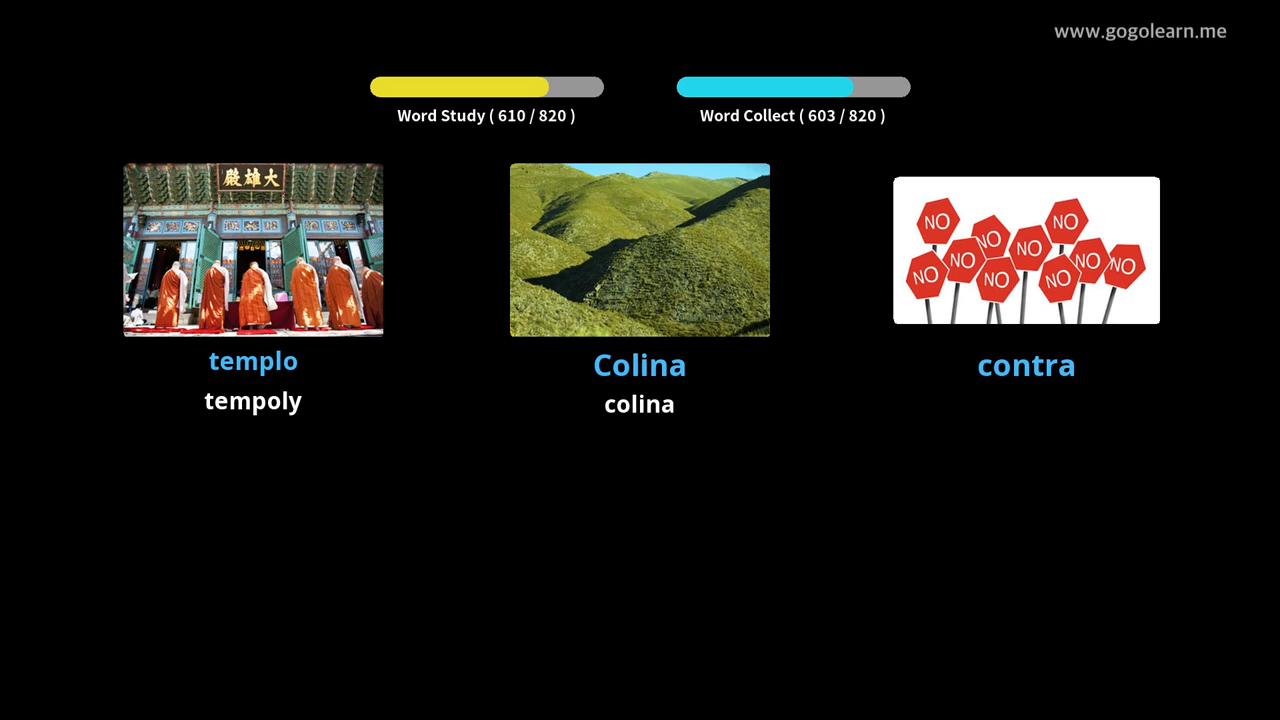 www.gogolearn.me
Word Study ( 610 / 820 )
Word Collect ( 603 / 820 )
大雄殿
NO
NO
NO
NO
NO
NO
NO
NO
NO
NO
templo
Colina
contra
tempoly
colina